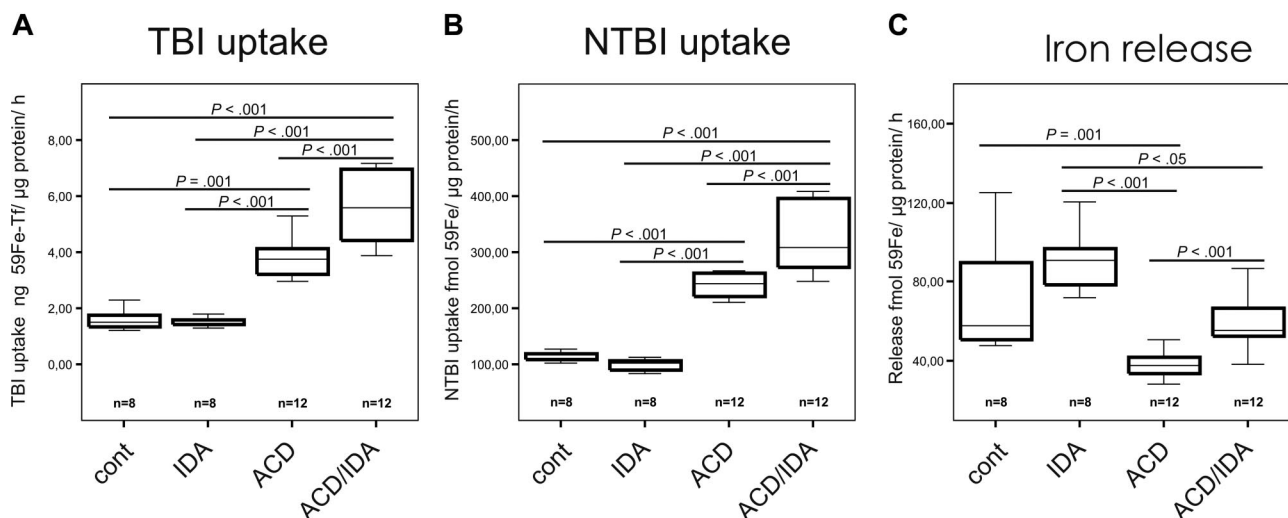 A
TBI uptake
TBI uptake ng 59Fe-Tf/ µg protein/ h
8,00
6,00
4,00
2,00
0,00
P < .001
P < .001
P < .001
P = .001
P < .001
n=8
n=8
n=12
n=12
cont
IDA
ACD
ACD/IDA
B
NTBI uptake
NTBI uptake fmol 59Fe/ µg protein/h
500,00
400,00
300,00
200,00
100,00
P < .001
P < .001
P < .001
P < .001
P < .001
n=8
n=8
n=12
n=12
cont
IDA
ACD
ACD/IDA
C
Iron release
Release fmol 59Fe/ µg protein/ h
160,00
120,00
80,00
40,00
P = .001
P < .05
P < .001
P < .001
n=8
n=8
n=12
n=12
cont
IDA
ACD
ACD/IDA